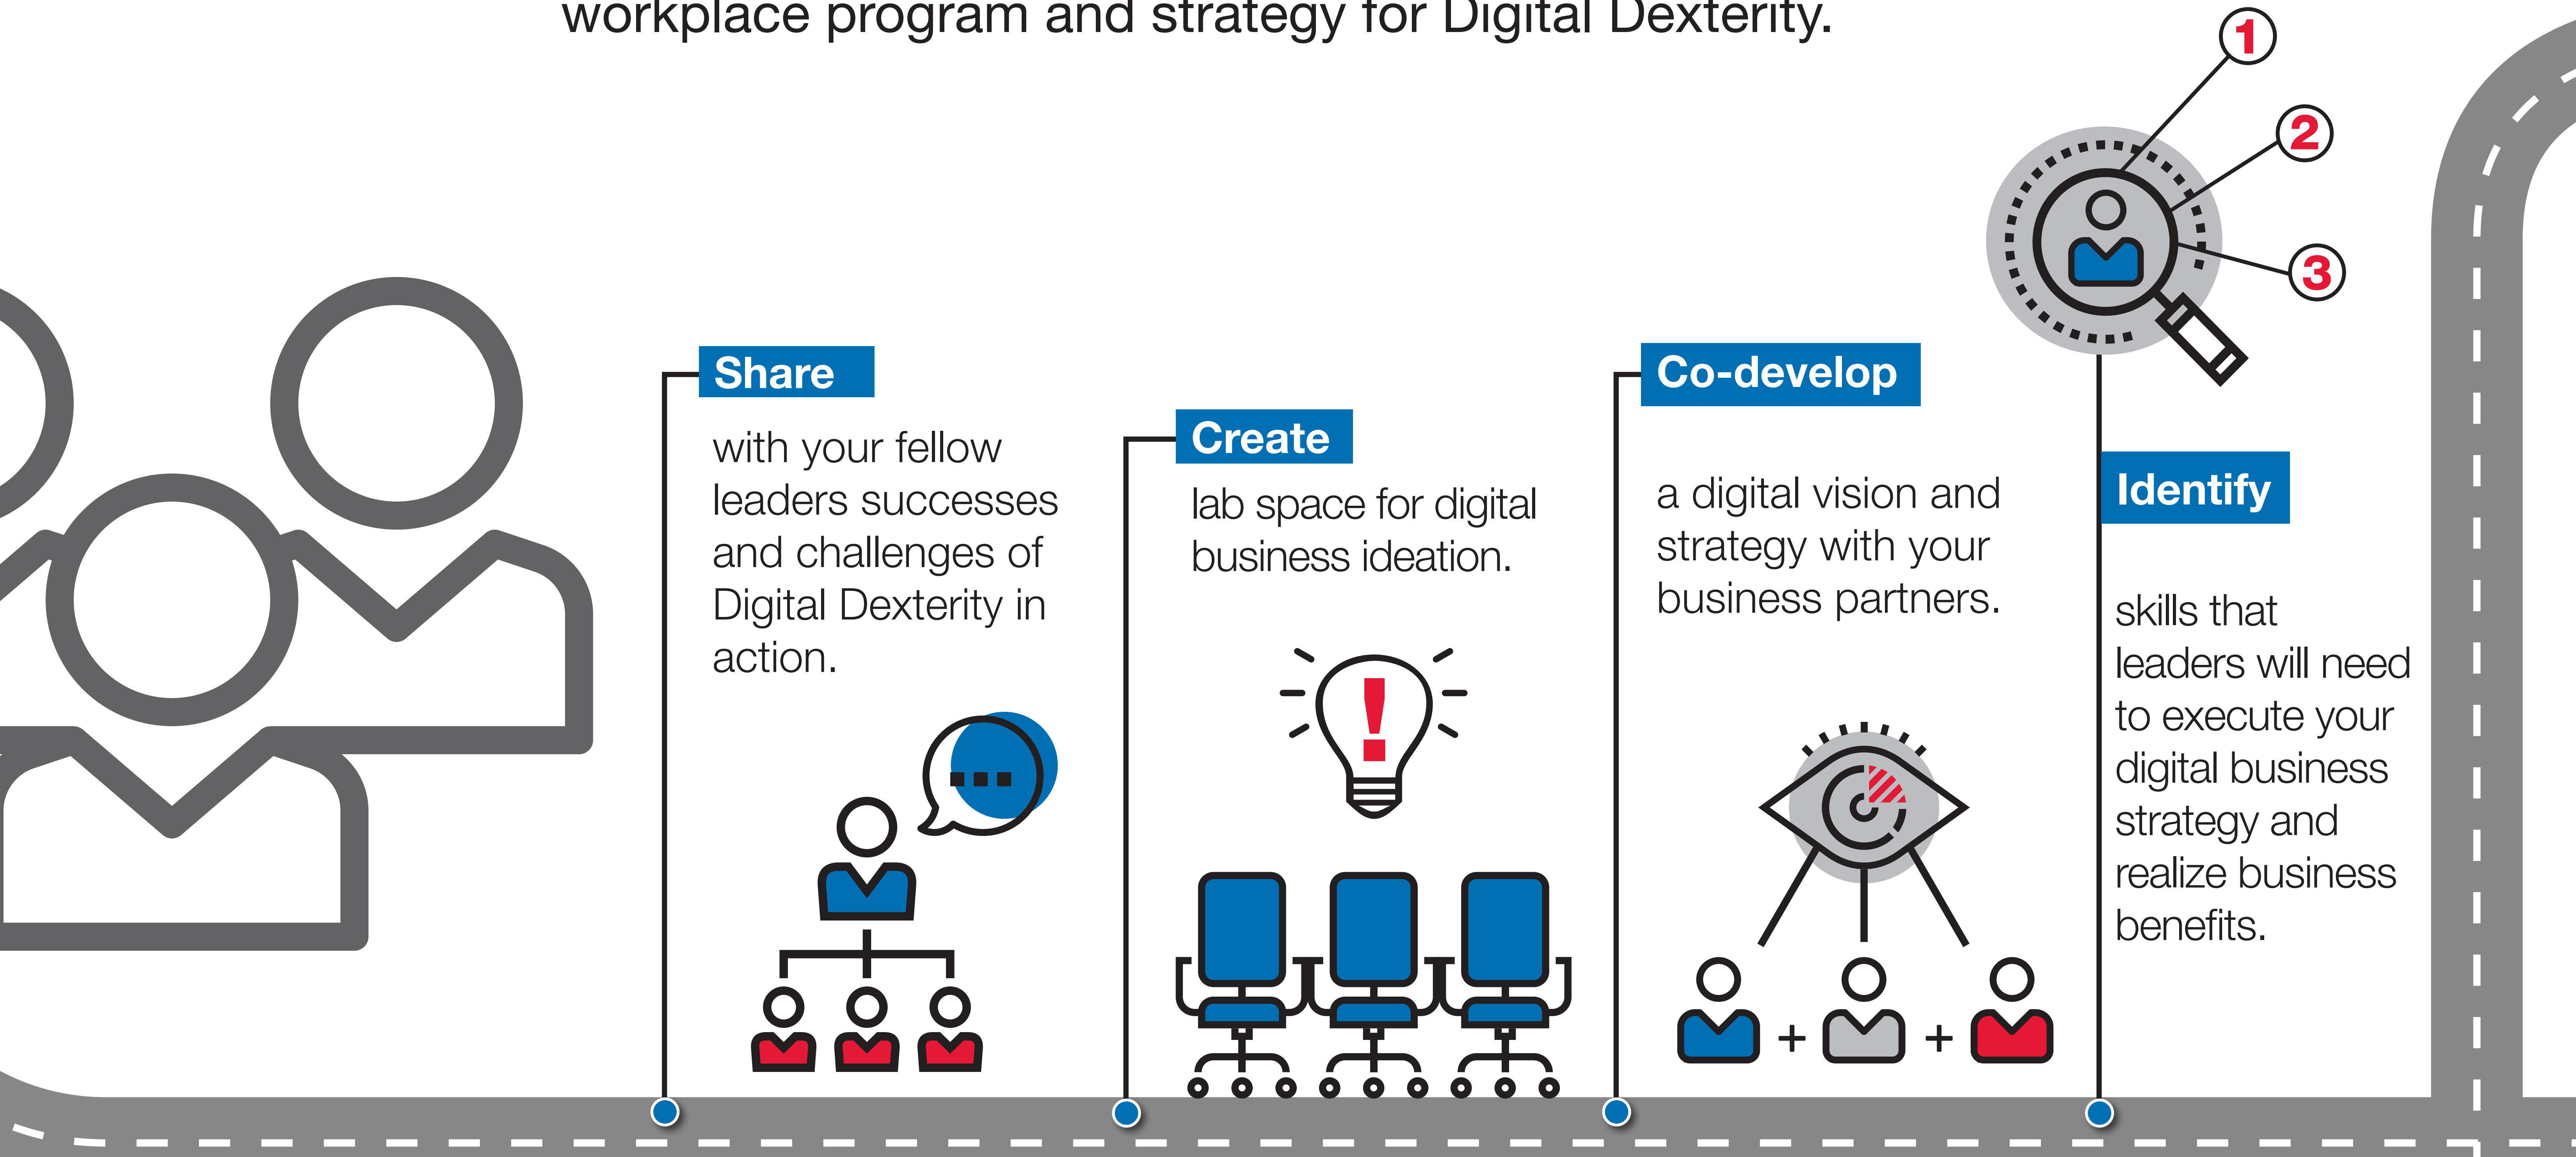 workplace program and strategy for Digital Dexterity.
1
2
3
Share
with your fellow
leaders successes
and challenges of
Digital Dexterity in
action.
Create
lab space for digital
business ideation.
!
Co-develop
a digital vision and
strategy with your
business partners.
+ +
Identify
skills that
leaders will need
to execute your
digital business
strategy and
realize business
benefits.